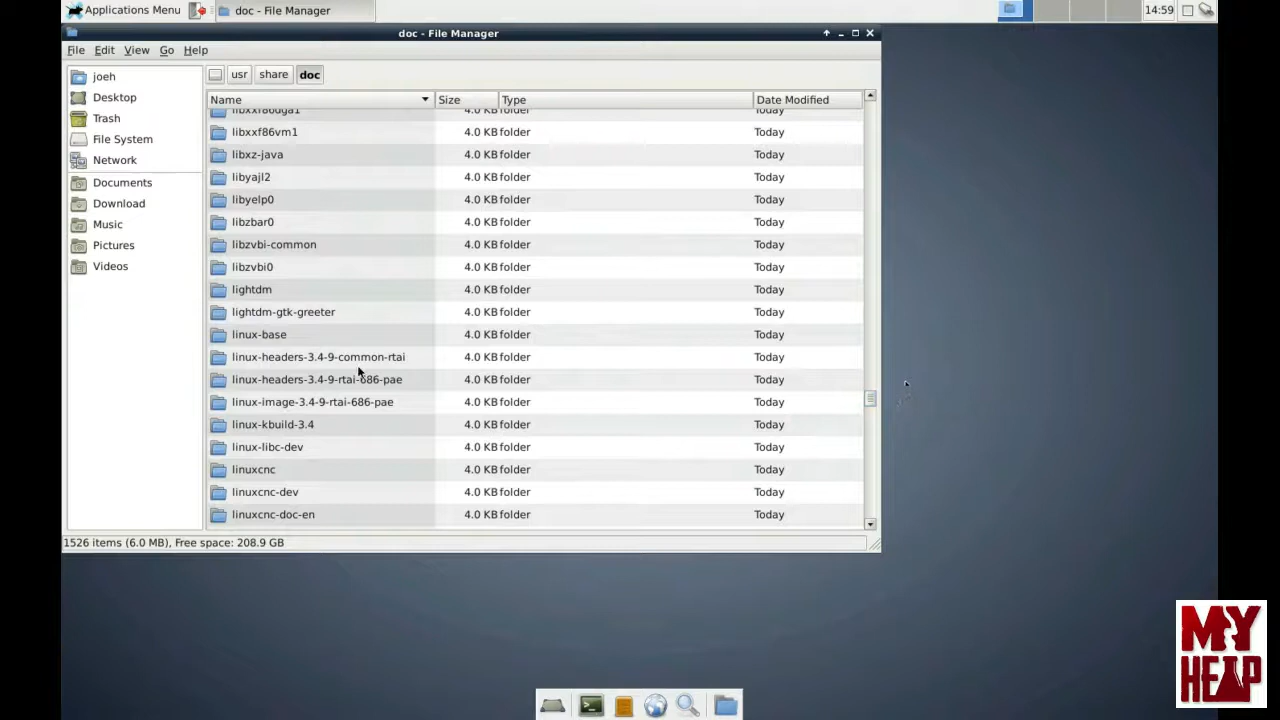 Applications Menu
doc - File Manager
14:59
doc - File Manager
File Edit View Go Help
joeh
Desktop
Trash
File System
Network
Documents
Download
Music
Pictures
Videos
usr share doc
Name Size Type Date Modified
libxxf86dga1 4.0 KB folder Today
libxxf86vm1 4.0 KB folder Today
libxz-java 4.0 KB folder Today
libyajl2 4.0 KB folder Today
libyelp0 4.0 KB folder Today
libzbar0 4.0 KB folder Today
libzvbi-common 4.0 KB folder Today
libzvbi0 4.0 KB folder Today
lightdm 4.0 KB folder Today
lightdm-gtk-greeter 4.0 KB folder Today
linux-base 4.0 KB folder Today
linux-headers-3.4-9-common-rtai 4.0 KB folder Today
linux-headers-3.4-9-rtai-686-pae 4.0 KB folder Today
linux-image-3.4-9-rtai-686-pae 4.0 KB folder Today
linux-kbuild-3.4 4.0 KB folder Today
linux-libc-dev 4.0 KB folder Today
linuxcnc 4.0 KB folder Today
linuxcnc-dev 4.0 KB folder Today
linuxcnc-doc-en 4.0 KB folder Today
1526 items (6.0 MB), Free space: 208.9 GB
MY
HEAP